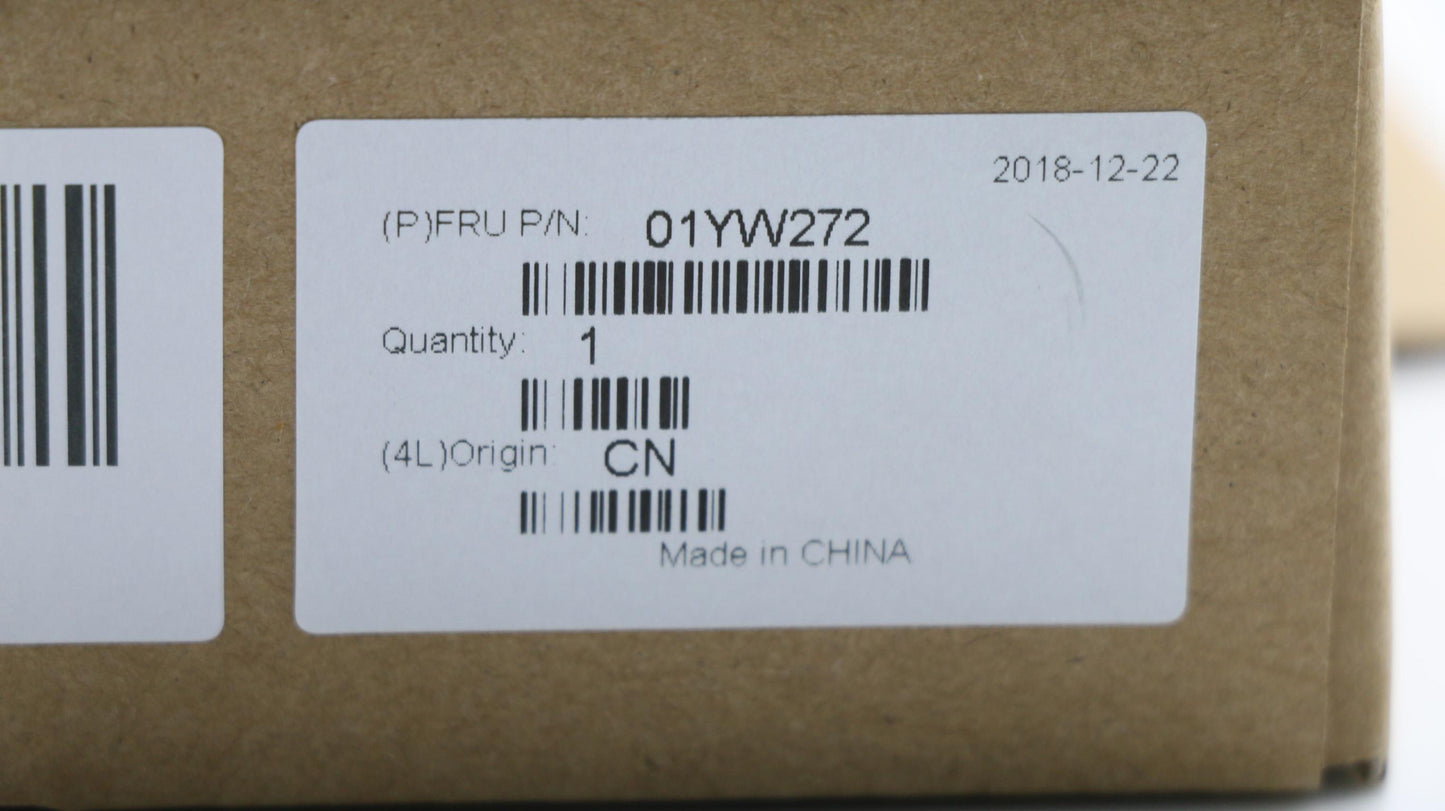 2018-12-22
(P)FRU P/N: 01YW272
Quantity: 1
(4L)Origin: CN
Made in CHINA